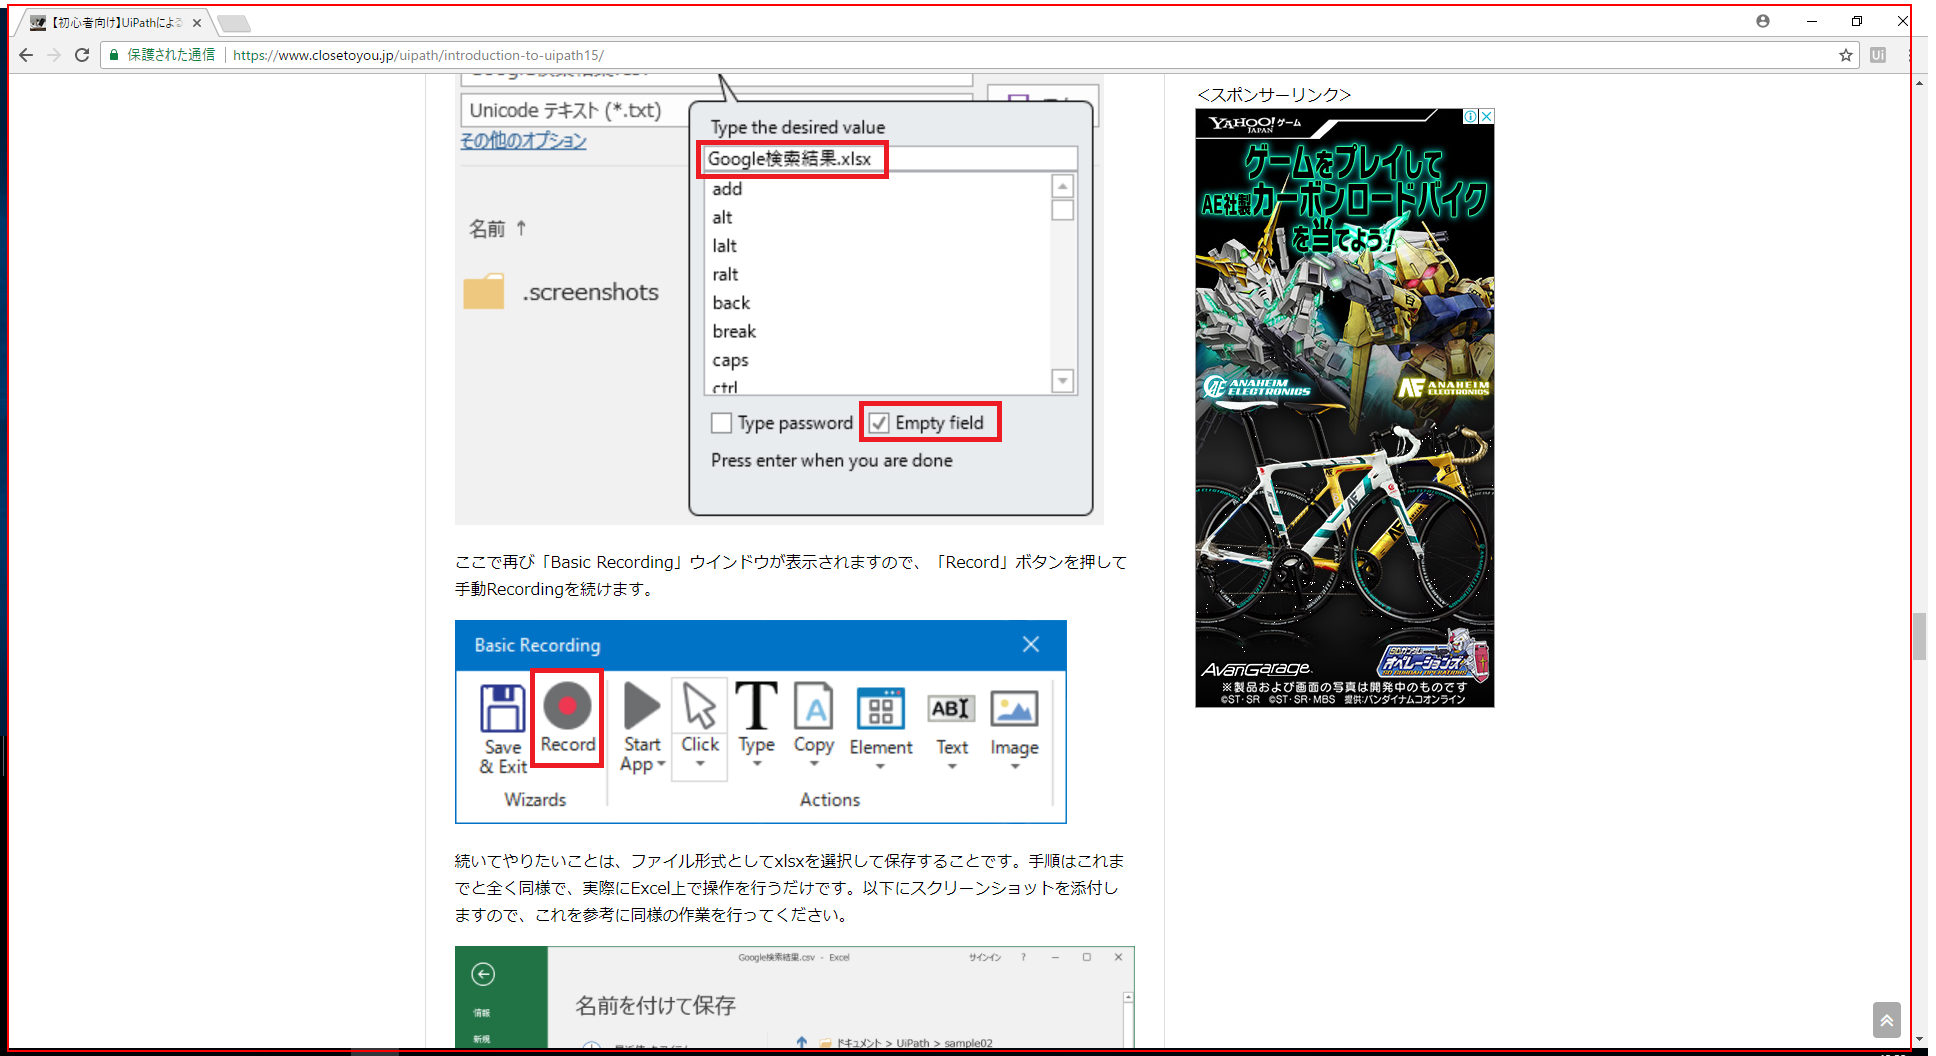 【初心者向け】UiPathによる
保護された通信
https://www.closetoyou.jp/uipath/introduction-to-uipath15/
Unicode テキスト (*.txt)
その他のオプション
名前 ↑
.screenshots
Type the desired value
Google検索結果.xlsx
add
alt
lalt
ralt
back
break
caps
ctrl
Type password
Empty field
Press enter when you are done
ここで再び「Basic Recording」ウインドウが表示されますので、「Record」ボタンを押して
手動Recordingを続けます。
Basic Recording
Save
& Exit
Record
Start
App
Click
Type
Copy
Element
Text
Image
Wizards
Actions
続いてやりたいことは、ファイル形式としてxlsxを選択して保存することです。手順はこれま
でと全く同様で、実際にExcel上で操作を行うだけです。以下にスクリーンショットを添付し
ますので、これを参考に同様の作業を行ってください。
Google検索結果.csv - Excel
サインイン
?
名前を付けて保存
情報
新規
ドキュメント > UiPath > sample02
＜スポンサーリンク＞
YAHOO!ゲーム
JAPAN
ゲームをプレイして
AE社製カーボンロードバイク
を当てよう!
AE ANAHEIM
ELECTRONICS
AE ANAHEIM
ELECTRONICS
AVANGARAGE.
SDガンダム
オペレーションズ
SD GUNDAM OPERATIONS
※製品および画面の写真は開発中のものです
©ST・SR ©ST・SR・MBS 提供:バンダイナムコオンライン